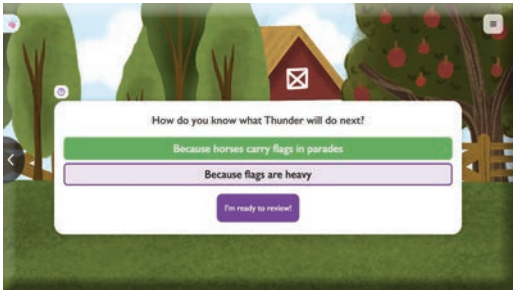 How do you know what Thunder will do next?
Because horses carry flags in parades
Because flags are heavy
I'm ready to review!